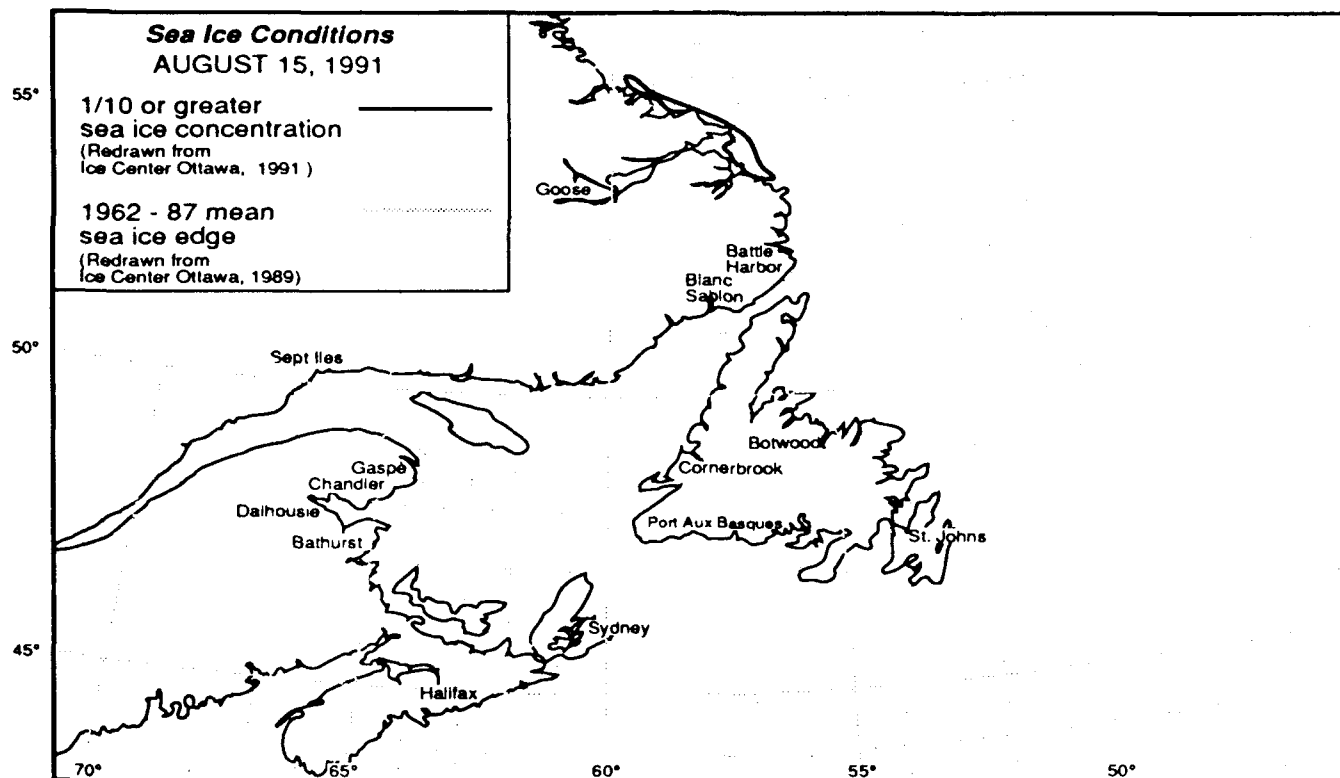 Sea Ice Conditions
AUGUST 15, 1991
1/10 or greater
sea ice concentration
(Redrawn from
Ice Center Ottawa, 1991 )
1962 - 87 mean
sea ice edge
(Redrawn from
Ice Center Ottawa, 1989)
55°
50°
45°
Goose
Battle
Harbor
Blanc
Sablon
Sept Iles
Botwood
Cornerbrook
Gaspe
Chandler
Dalhousie
Port Aux Basques
Bathurst
St. Johns
Sydney
Halifax
70°
65°
60°
55°
50°